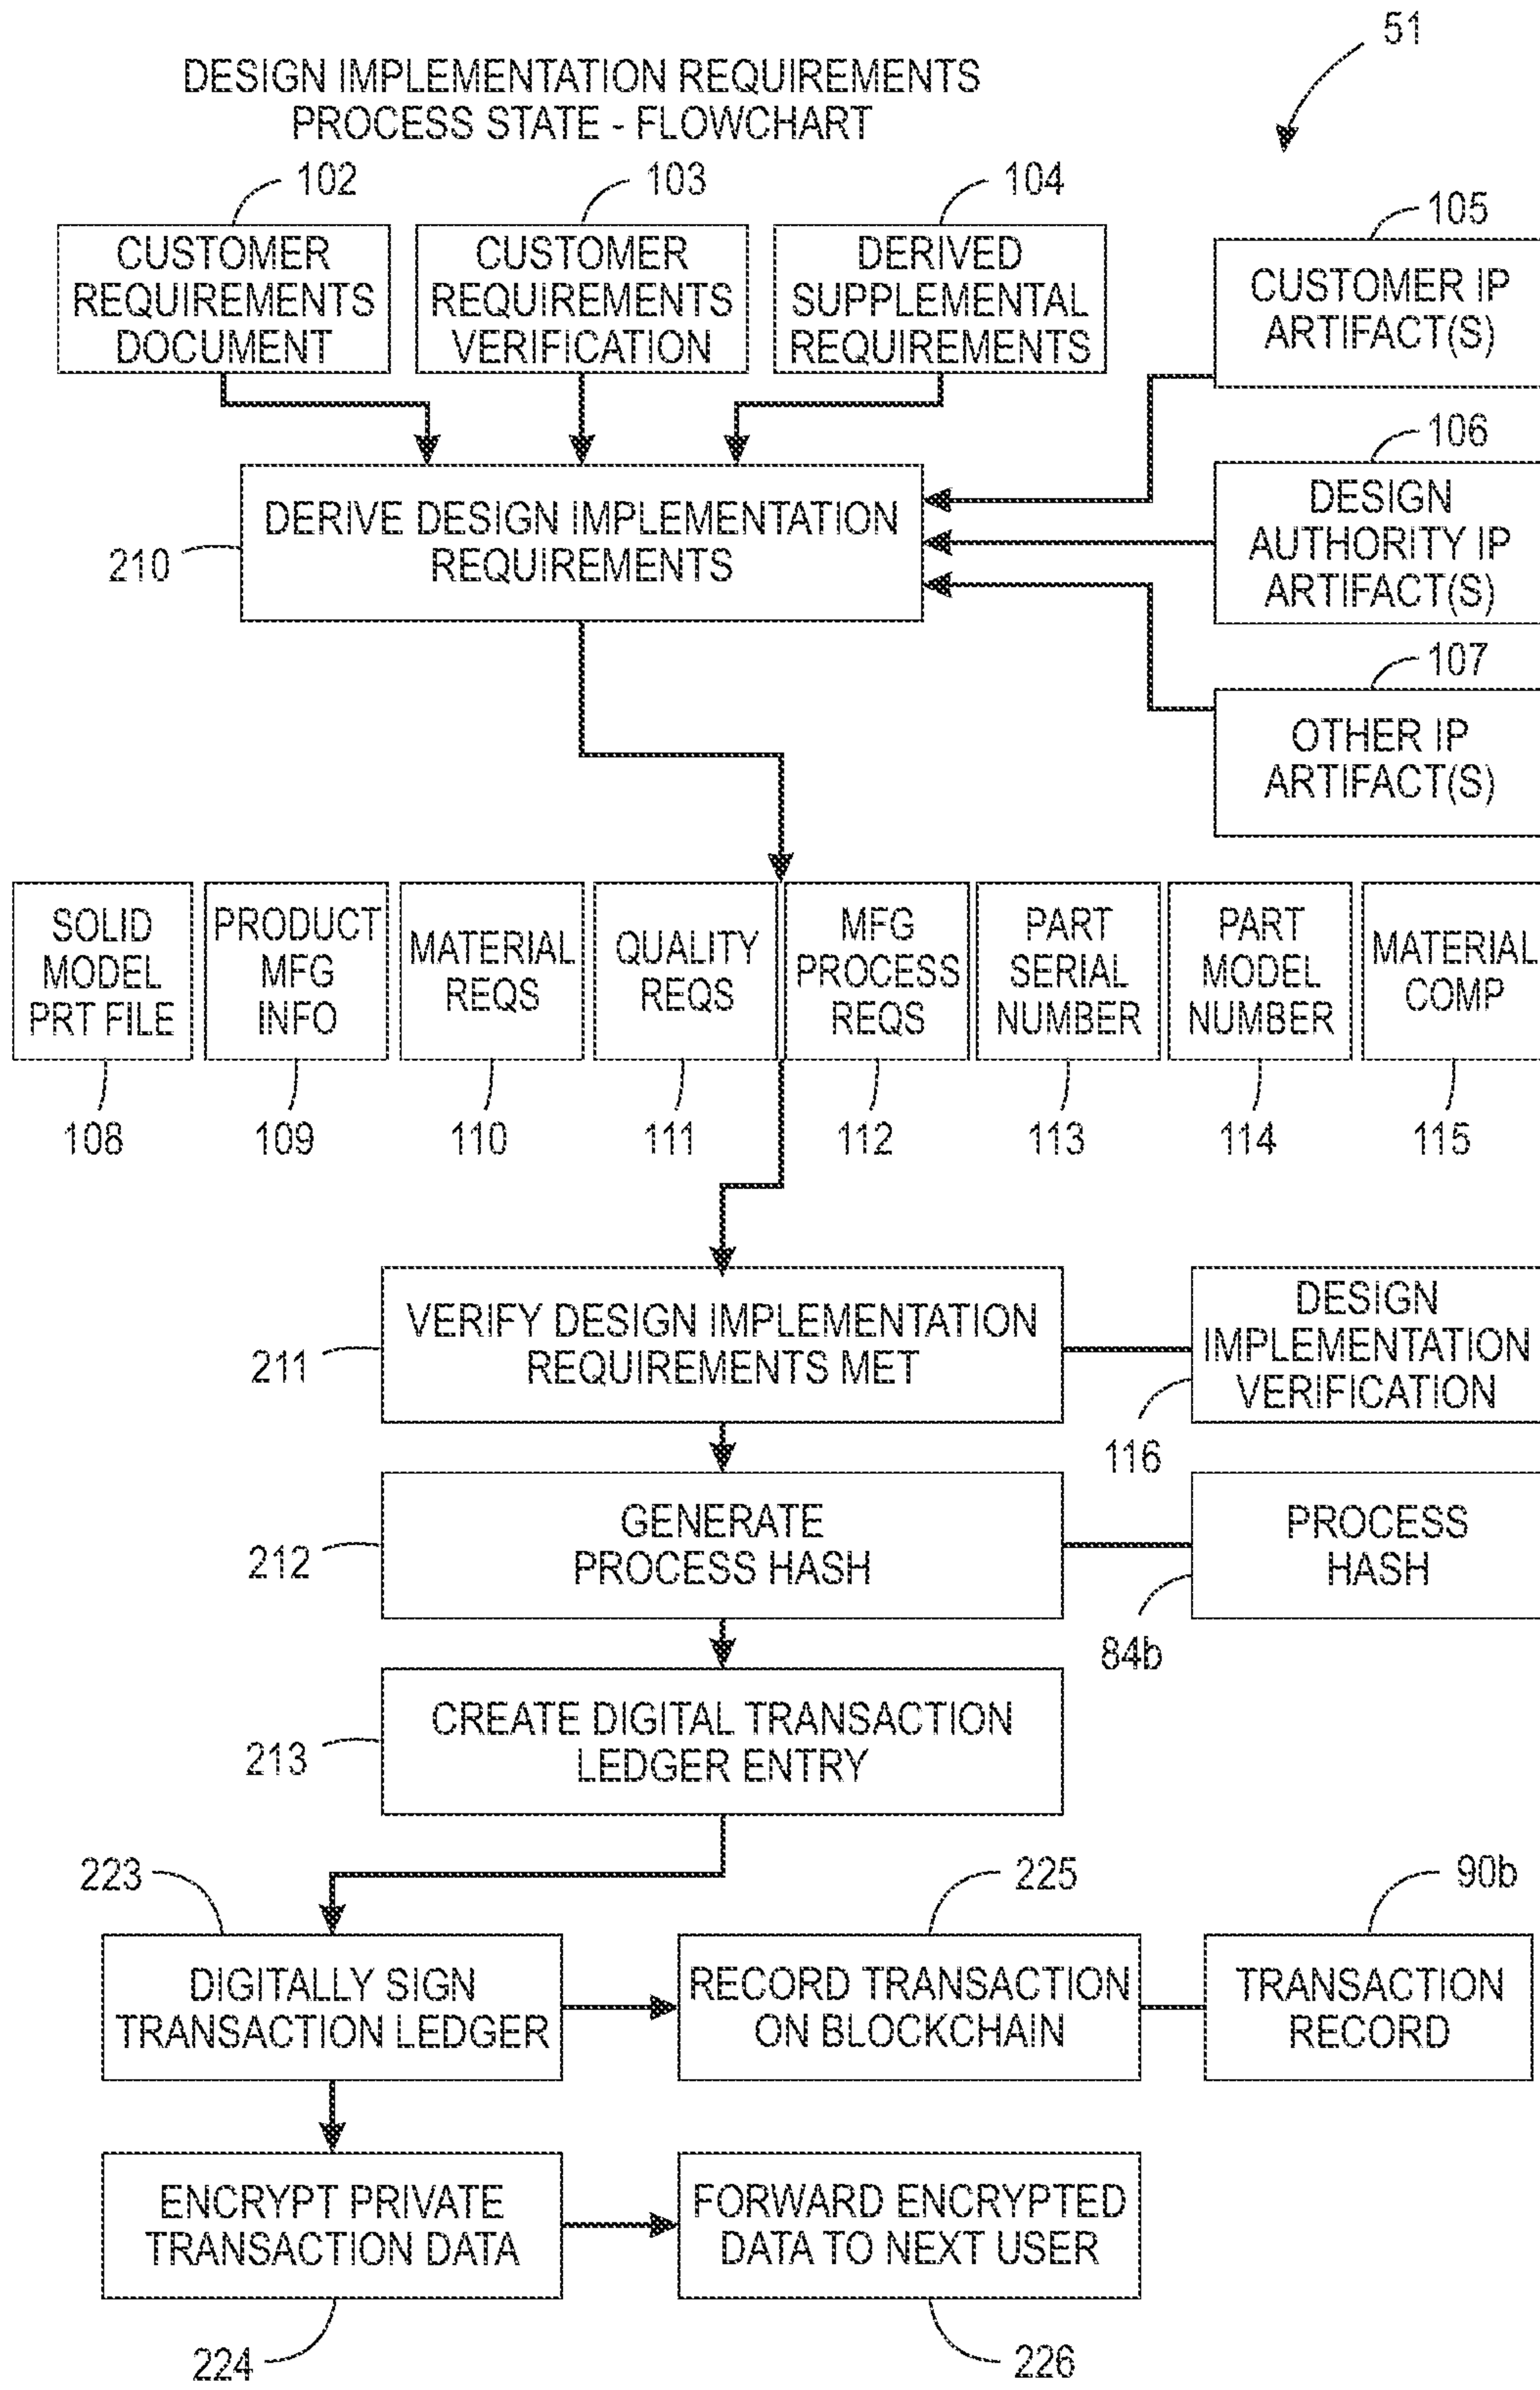 51
DESIGN IMPLEMENTATION REQUIREMENTS
PROCESS STATE - FLOWCHART
102
103
104
105
CUSTOMER
REQUIREMENTS
DOCUMENT
CUSTOMER
REQUIREMENTS
VERIFICATION
DERIVED
SUPPLEMENTAL
REQUIREMENTS
CUSTOMER IP
ARTIFACT(S)
106
DESIGN
AUTHORITY IP
ARTIFACT(S)
DERIVE DESIGN IMPLEMENTATION
REQUIREMENTS
210
107
OTHER IP
ARTIFACT(S)
SOLID
MODEL
PRT FILE
PRODUCT
MFG
INFO
MATERIAL
REQS
QUALITY
REQS
MFG
PROCESS
REQS
PART
SERIAL
NUMBER
PART
MODEL
NUMBER
MATERIAL
COMP
108
109
110
111
112
113
114
115
VERIFY DESIGN IMPLEMENTATION
REQUIREMENTS MET
211
DESIGN
IMPLEMENTATION
VERIFICATION
116
GENERATE
PROCESS HASH
212
PROCESS
HASH
84b
CREATE DIGITAL TRANSACTION
LEDGER ENTRY
213
223
225
90b
DIGITALLY SIGN
TRANSACTION LEDGER
RECORD TRANSACTION
ON BLOCKCHAIN
TRANSACTION
RECORD
ENCRYPT PRIVATE
TRANSACTION DATA
FORWARD ENCRYPTED
DATA TO NEXT USER
224
226